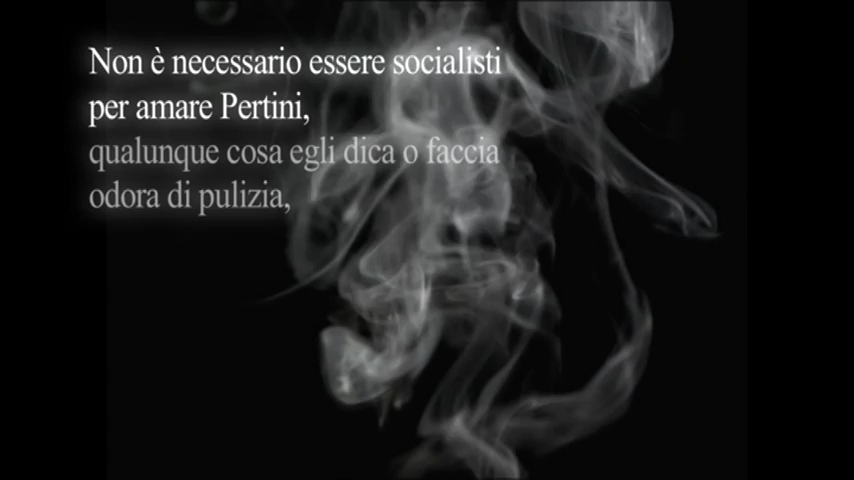 Non è necessario essere socialisti
per amare Pertini,
qualunque cosa egli dica o faccia
odora di pulizia,